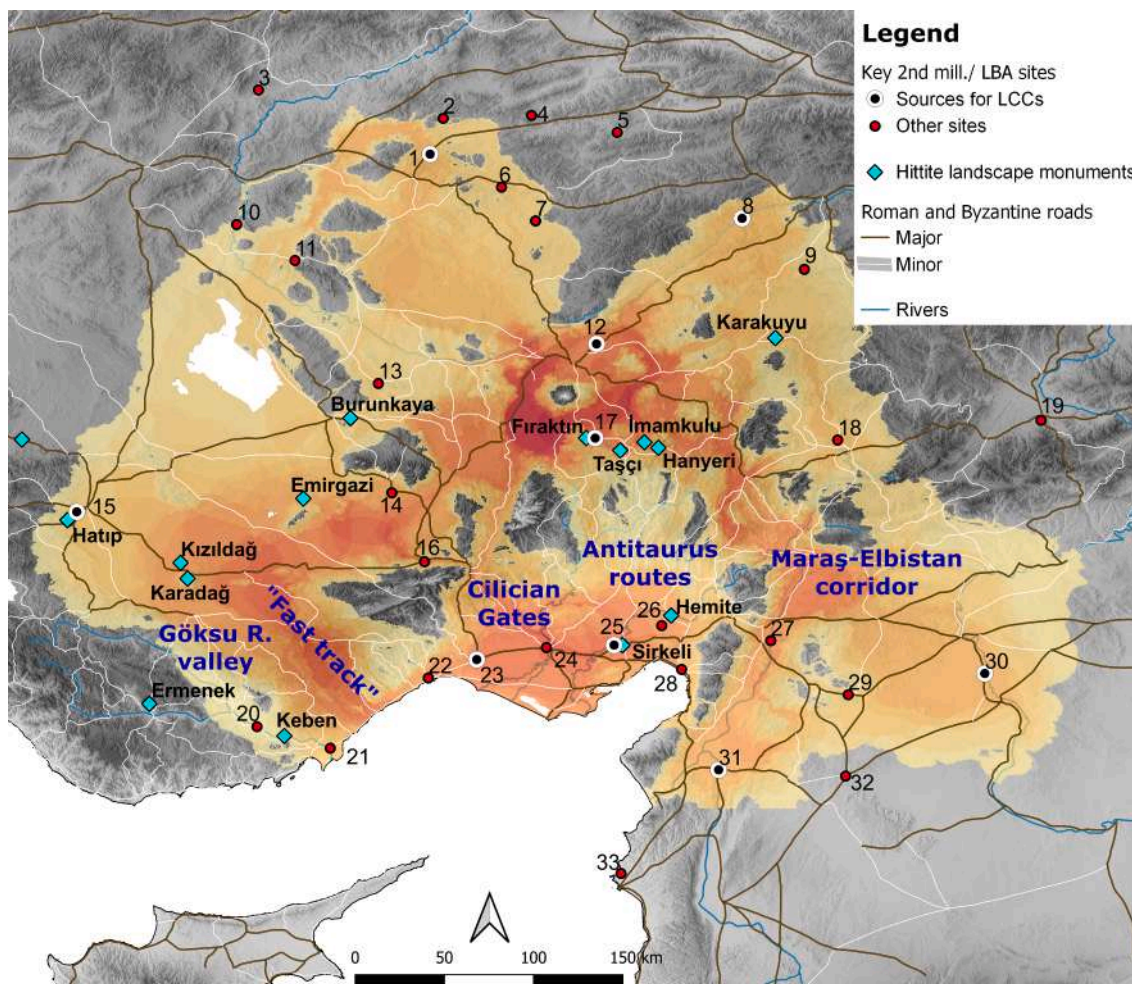 Legend
Key 2nd mill./ LBA sites
Sources for LCCs
Other sites
Hittite landscape monuments
Roman and Byzantine roads
Major
Minor
Rivers
3
2
4
5
1
6
7
8
10
11
9
12
Karakuyu
13
Burunkaya
19
Fıraktın
17
İmamkulu
18
Taşçı
Hanyeri
Emirgazi
14
15
Hatıp
Kızıldağ
16
Karadağ
Antitaurus
routes
Maraş-Elbistan
corridor
Cilician
Gates
"Fast track"
Göksu R.
valley
26
Hemite
25
Sirkeli
27
24
23
22
28
30
29
Ermenek
20
Keben
21
31
32
33
0
50
100
150 km